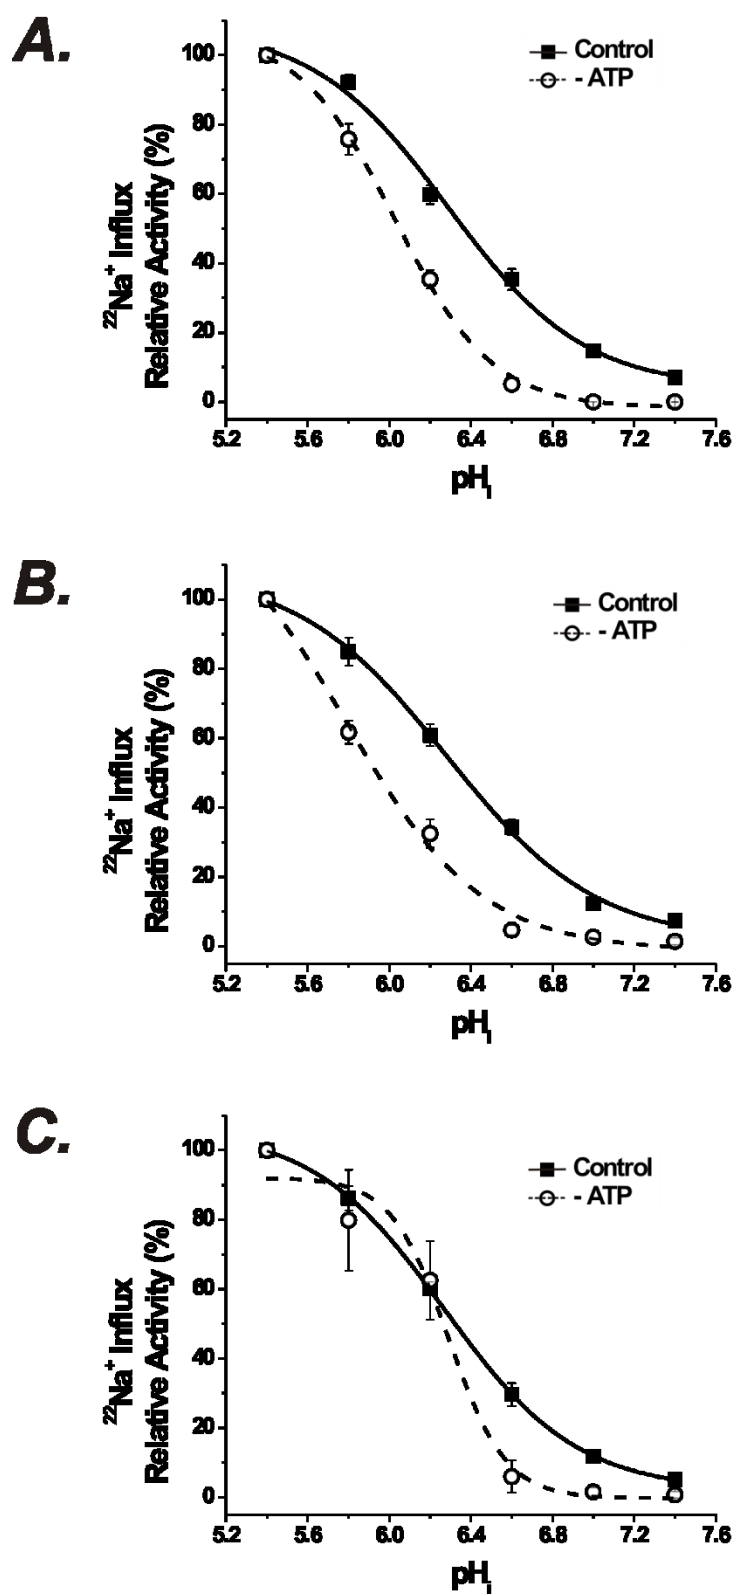 A.
Control
- ATP
²²Na⁺ Influx
Relative Activity (%)
100
80
60
40
20
0
5.2 5.6 6.0 6.4 6.8 7.2 7.6
pHᵢ
B.
Control
- ATP
²²Na⁺ Influx
Relative Activity (%)
100
80
60
40
20
0
5.2 5.6 6.0 6.4 6.8 7.2 7.6
pHᵢ
C.
Control
- ATP
²²Na⁺ Influx
Relative Activity (%)
100
80
60
40
20
0
5.2 5.6 6.0 6.4 6.8 7.2 7.6
pHᵢ